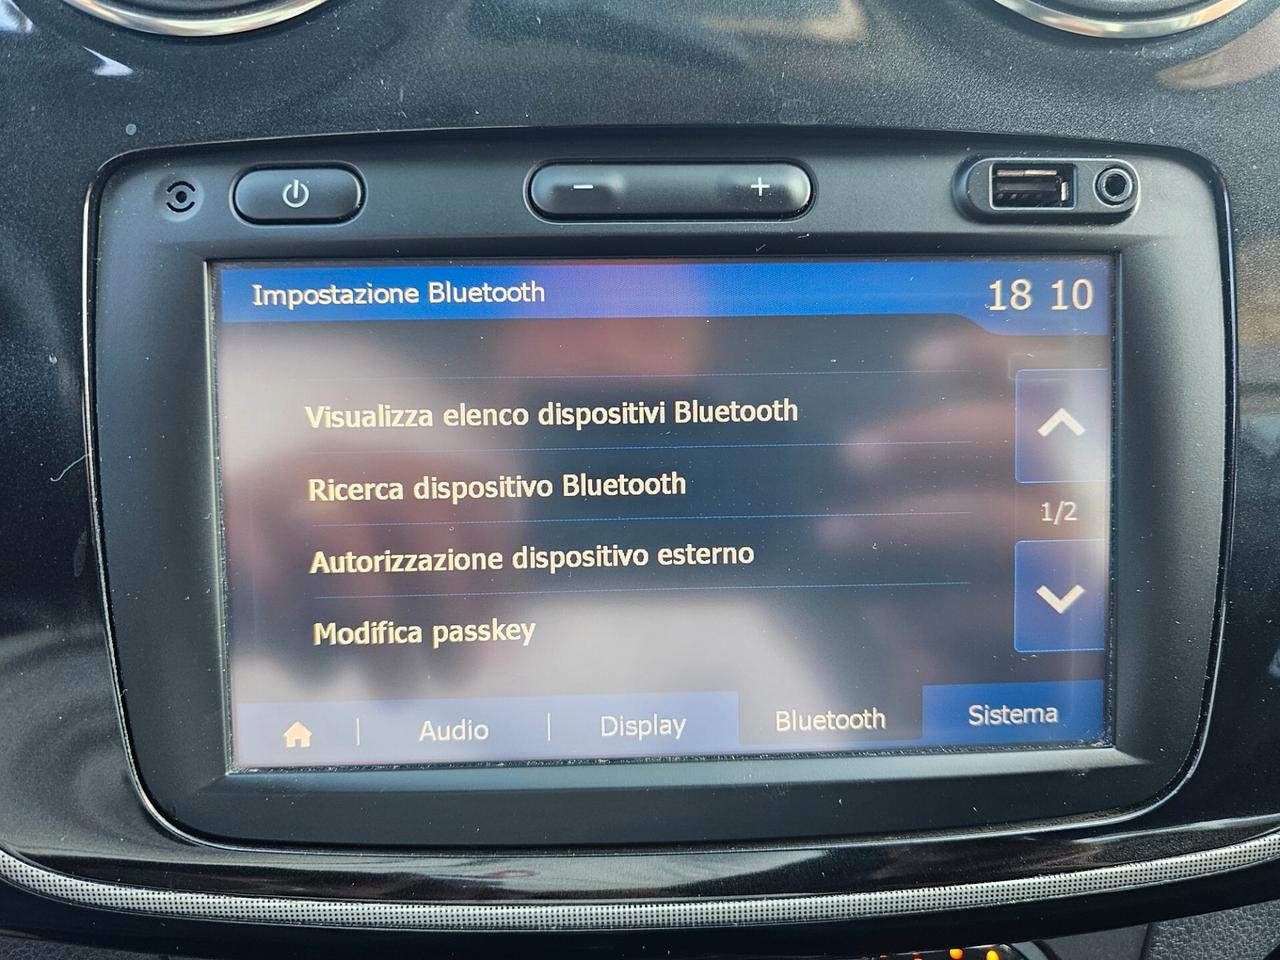 Impostazione Bluetooth
18 10
Visualizza elenco dispositivi Bluetooth
Ricerca dispositivo Bluetooth
1/2
Autorizzazione dispositivo esterno
Modifica passkey
Audio
Display
Bluetooth
Sistema